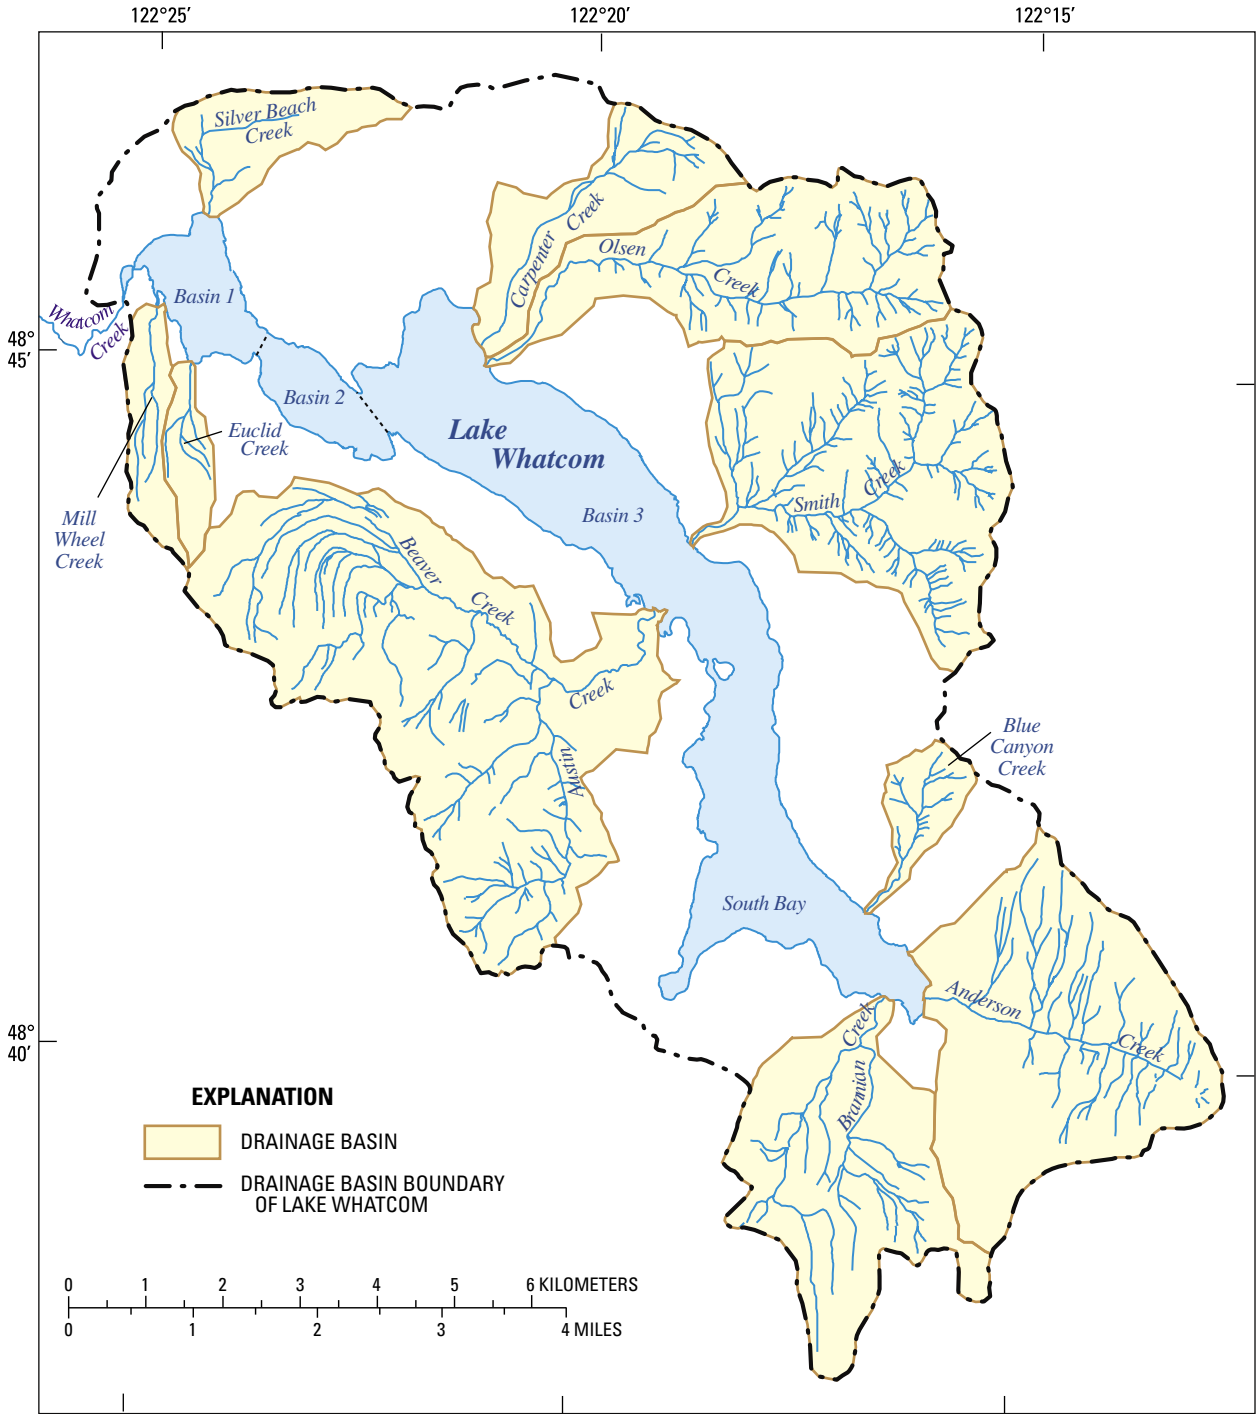 122°25′
122°20′
122°15′
Silver Beach
Creek
Carpenter Creek
Olsen
Creek
Basin 1
Whatcom
Creek
48°
45′
Basin 2
Euclid
Creek
Lake
Whatcom
Basin 3
Smith Creek
Mill
Wheel
Creek
Beaver
Creek
Creek
Austin
Blue
Canyon
Creek
South Bay
Anderson
Creek
Creek
Brannian
48°
40′
EXPLANATION
DRAINAGE BASIN
DRAINAGE BASIN BOUNDARY
OF LAKE WHATCOM
0 1 2 3 4 5 6 KILOMETERS
0 1 2 3 4 MILES